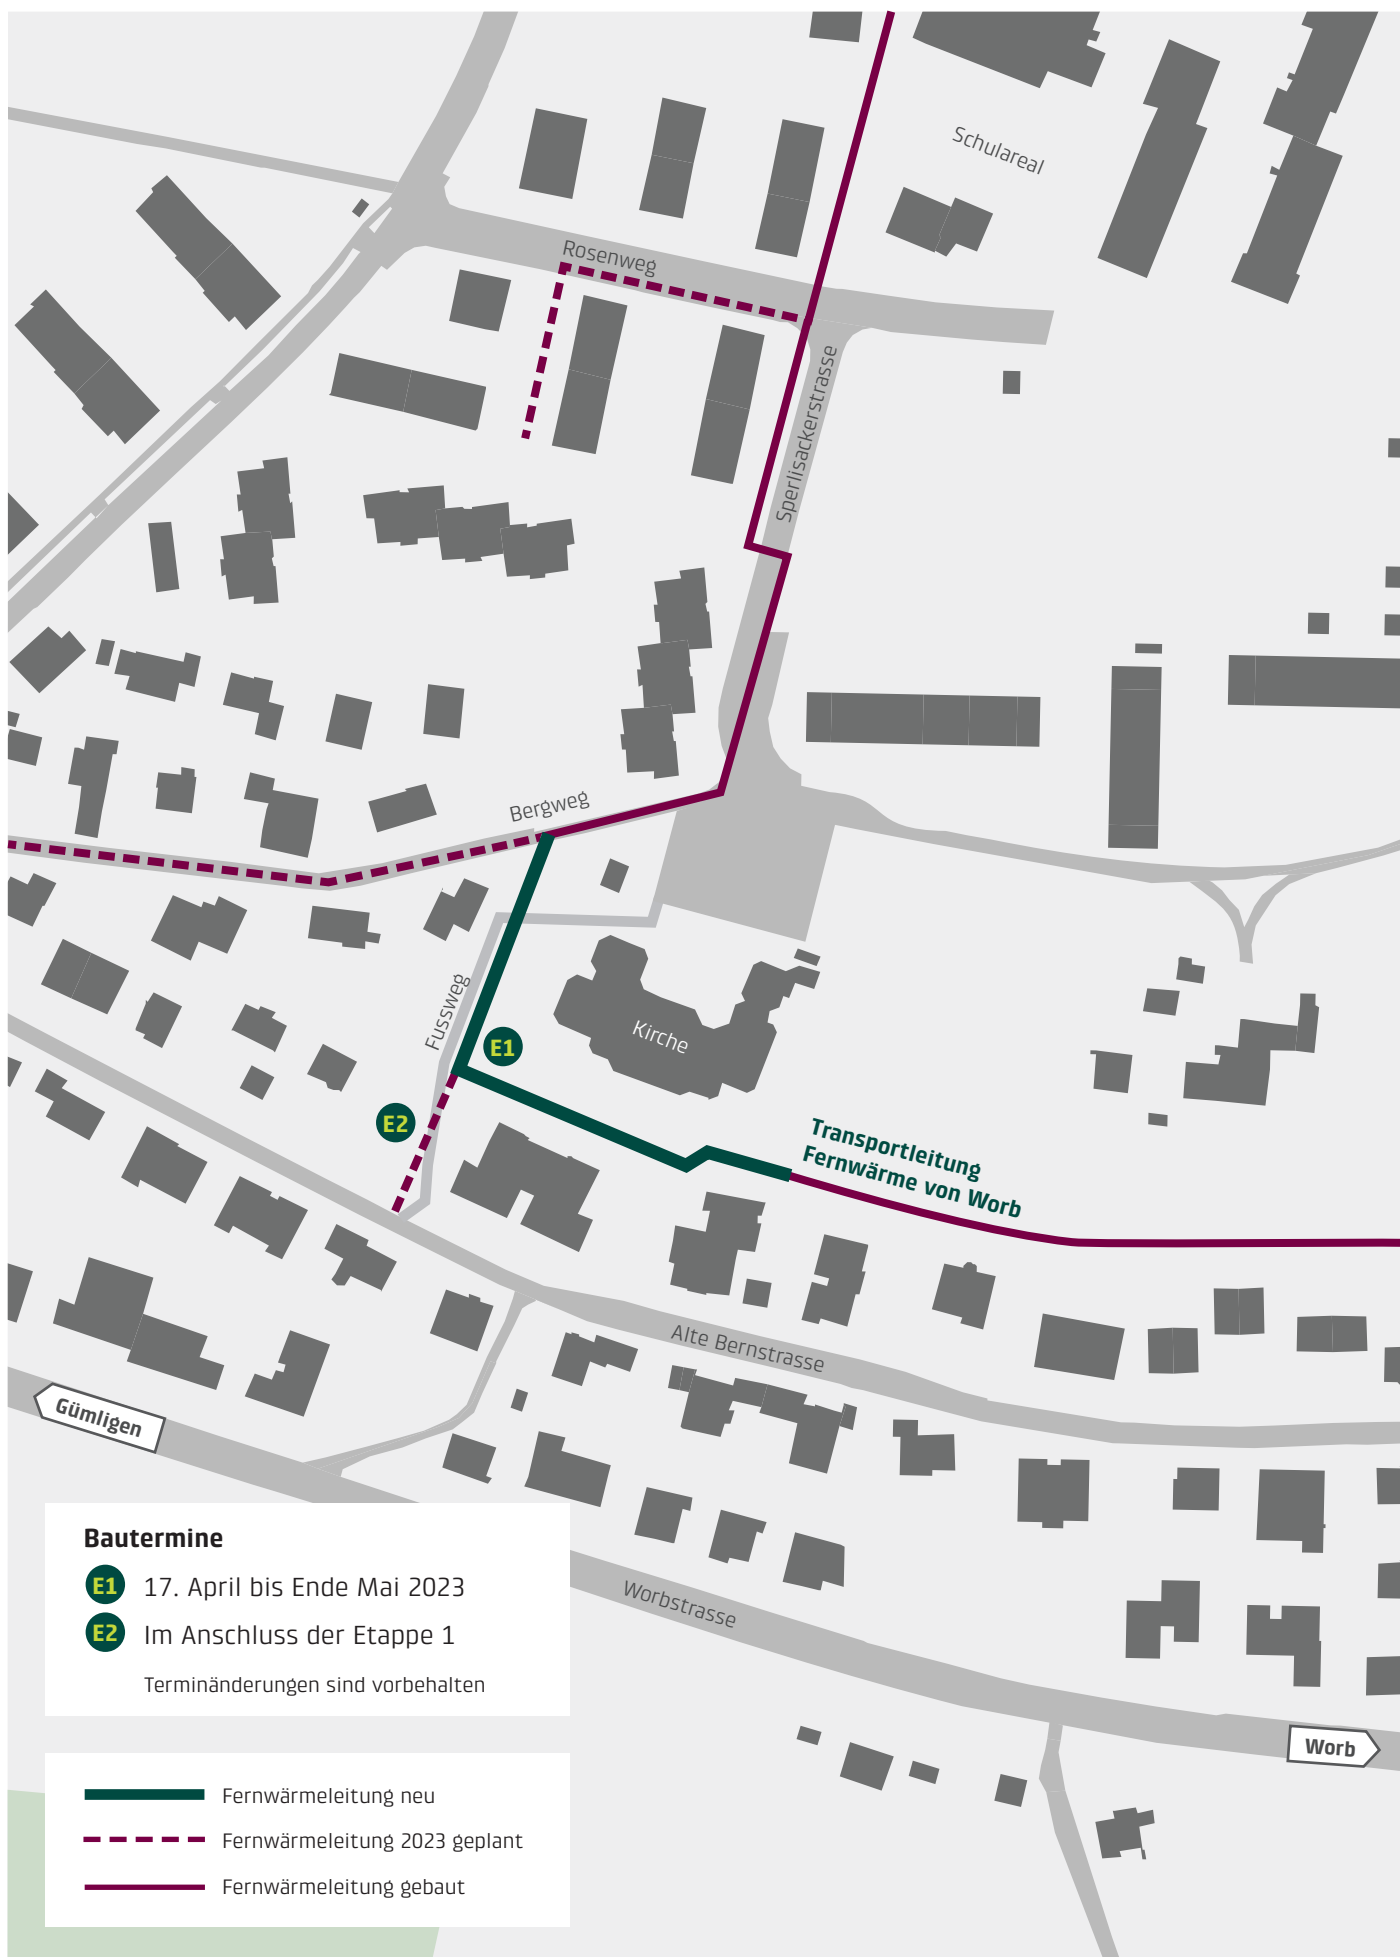 Schulareal
Rosenweg
Sperlisackerstrasse
Bergweg
Fussweg
Kirche
E1
E2
Transportleitung
Fernwärme von Worb
Alte Bernstrasse
Gümligen
Worbstrasse
Worb
Bautermine
E1 17. April bis Ende Mai 2023
E2 Im Anschluss der Etappe 1
Terminänderungen sind vorbehalten
Fernwärmeleitung neu
Fernwärmeleitung 2023 geplant
Fernwärmeleitung gebaut